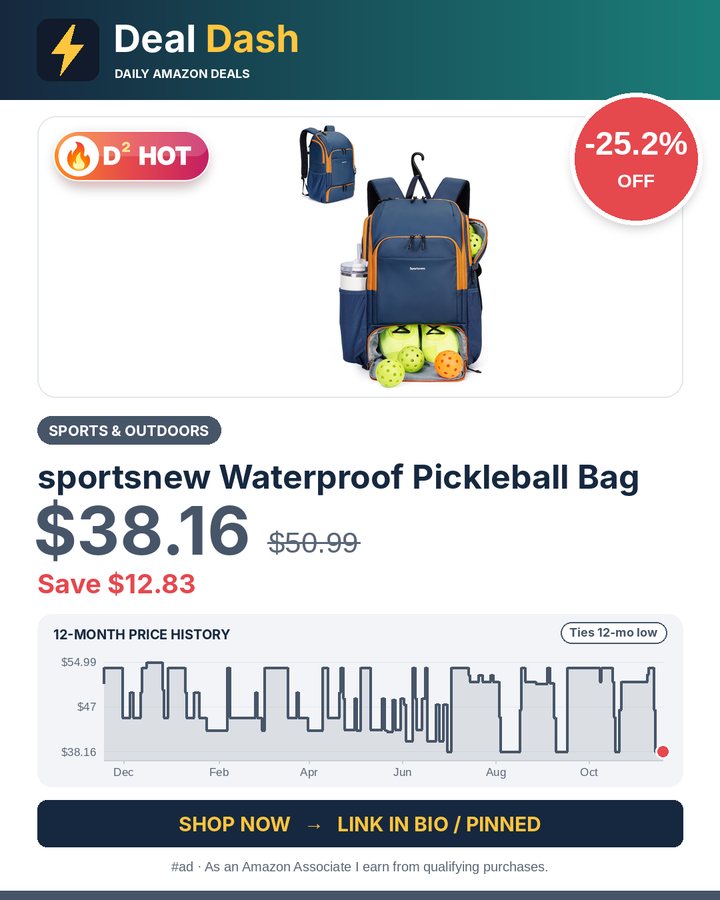 Deal Dash
DAILY AMAZON DEALS
D² HOT
-25.2%
OFF
Sportsnew
SPORTS & OUTDOORS
sportsnew Waterproof Pickleball Bag
$38.16 $50.99
Save $12.83
12-MONTH PRICE HISTORY
Ties 12-mo low
$54.99
$47
$38.16
Dec Feb Apr Jun Aug Oct
SHOP NOW → LINK IN BIO / PINNED
#ad · As an Amazon Associate I earn from qualifying purchases.